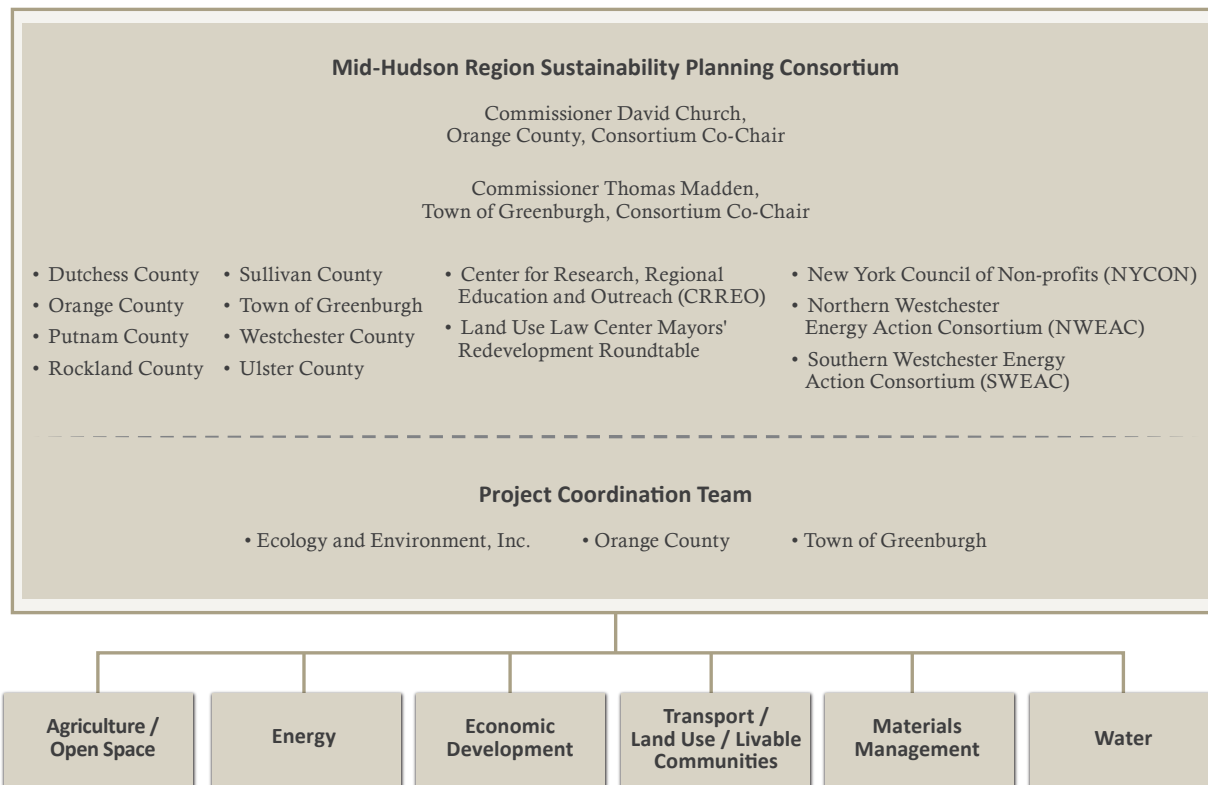 Mid-Hudson Region Sustainability Planning Consortium
Commissioner David Church,
Orange County, Consortium Co-Chair
Commissioner Thomas Madden,
Town of Greenburgh, Consortium Co-Chair
• Dutchess County
• Orange County
• Putnam County
• Rockland County
• Sullivan County
• Town of Greenburgh
• Westchester County
• Ulster County
• Center for Research, Regional
Education and Outreach (CRREO)
• Land Use Law Center Mayors'
Redevelopment Roundtable
• New York Council of Non-profits (NYCON)
• Northern Westchester
Energy Action Consortium (NWEAC)
• Southern Westchester Energy
Action Consortium (SWEAC)
Project Coordination Team
• Ecology and Environment, Inc.
• Orange County
• Town of Greenburgh
Agriculture /
Open Space
Energy
Economic
Development
Transport /
Land Use / Livable
Communities
Materials
Management
Water